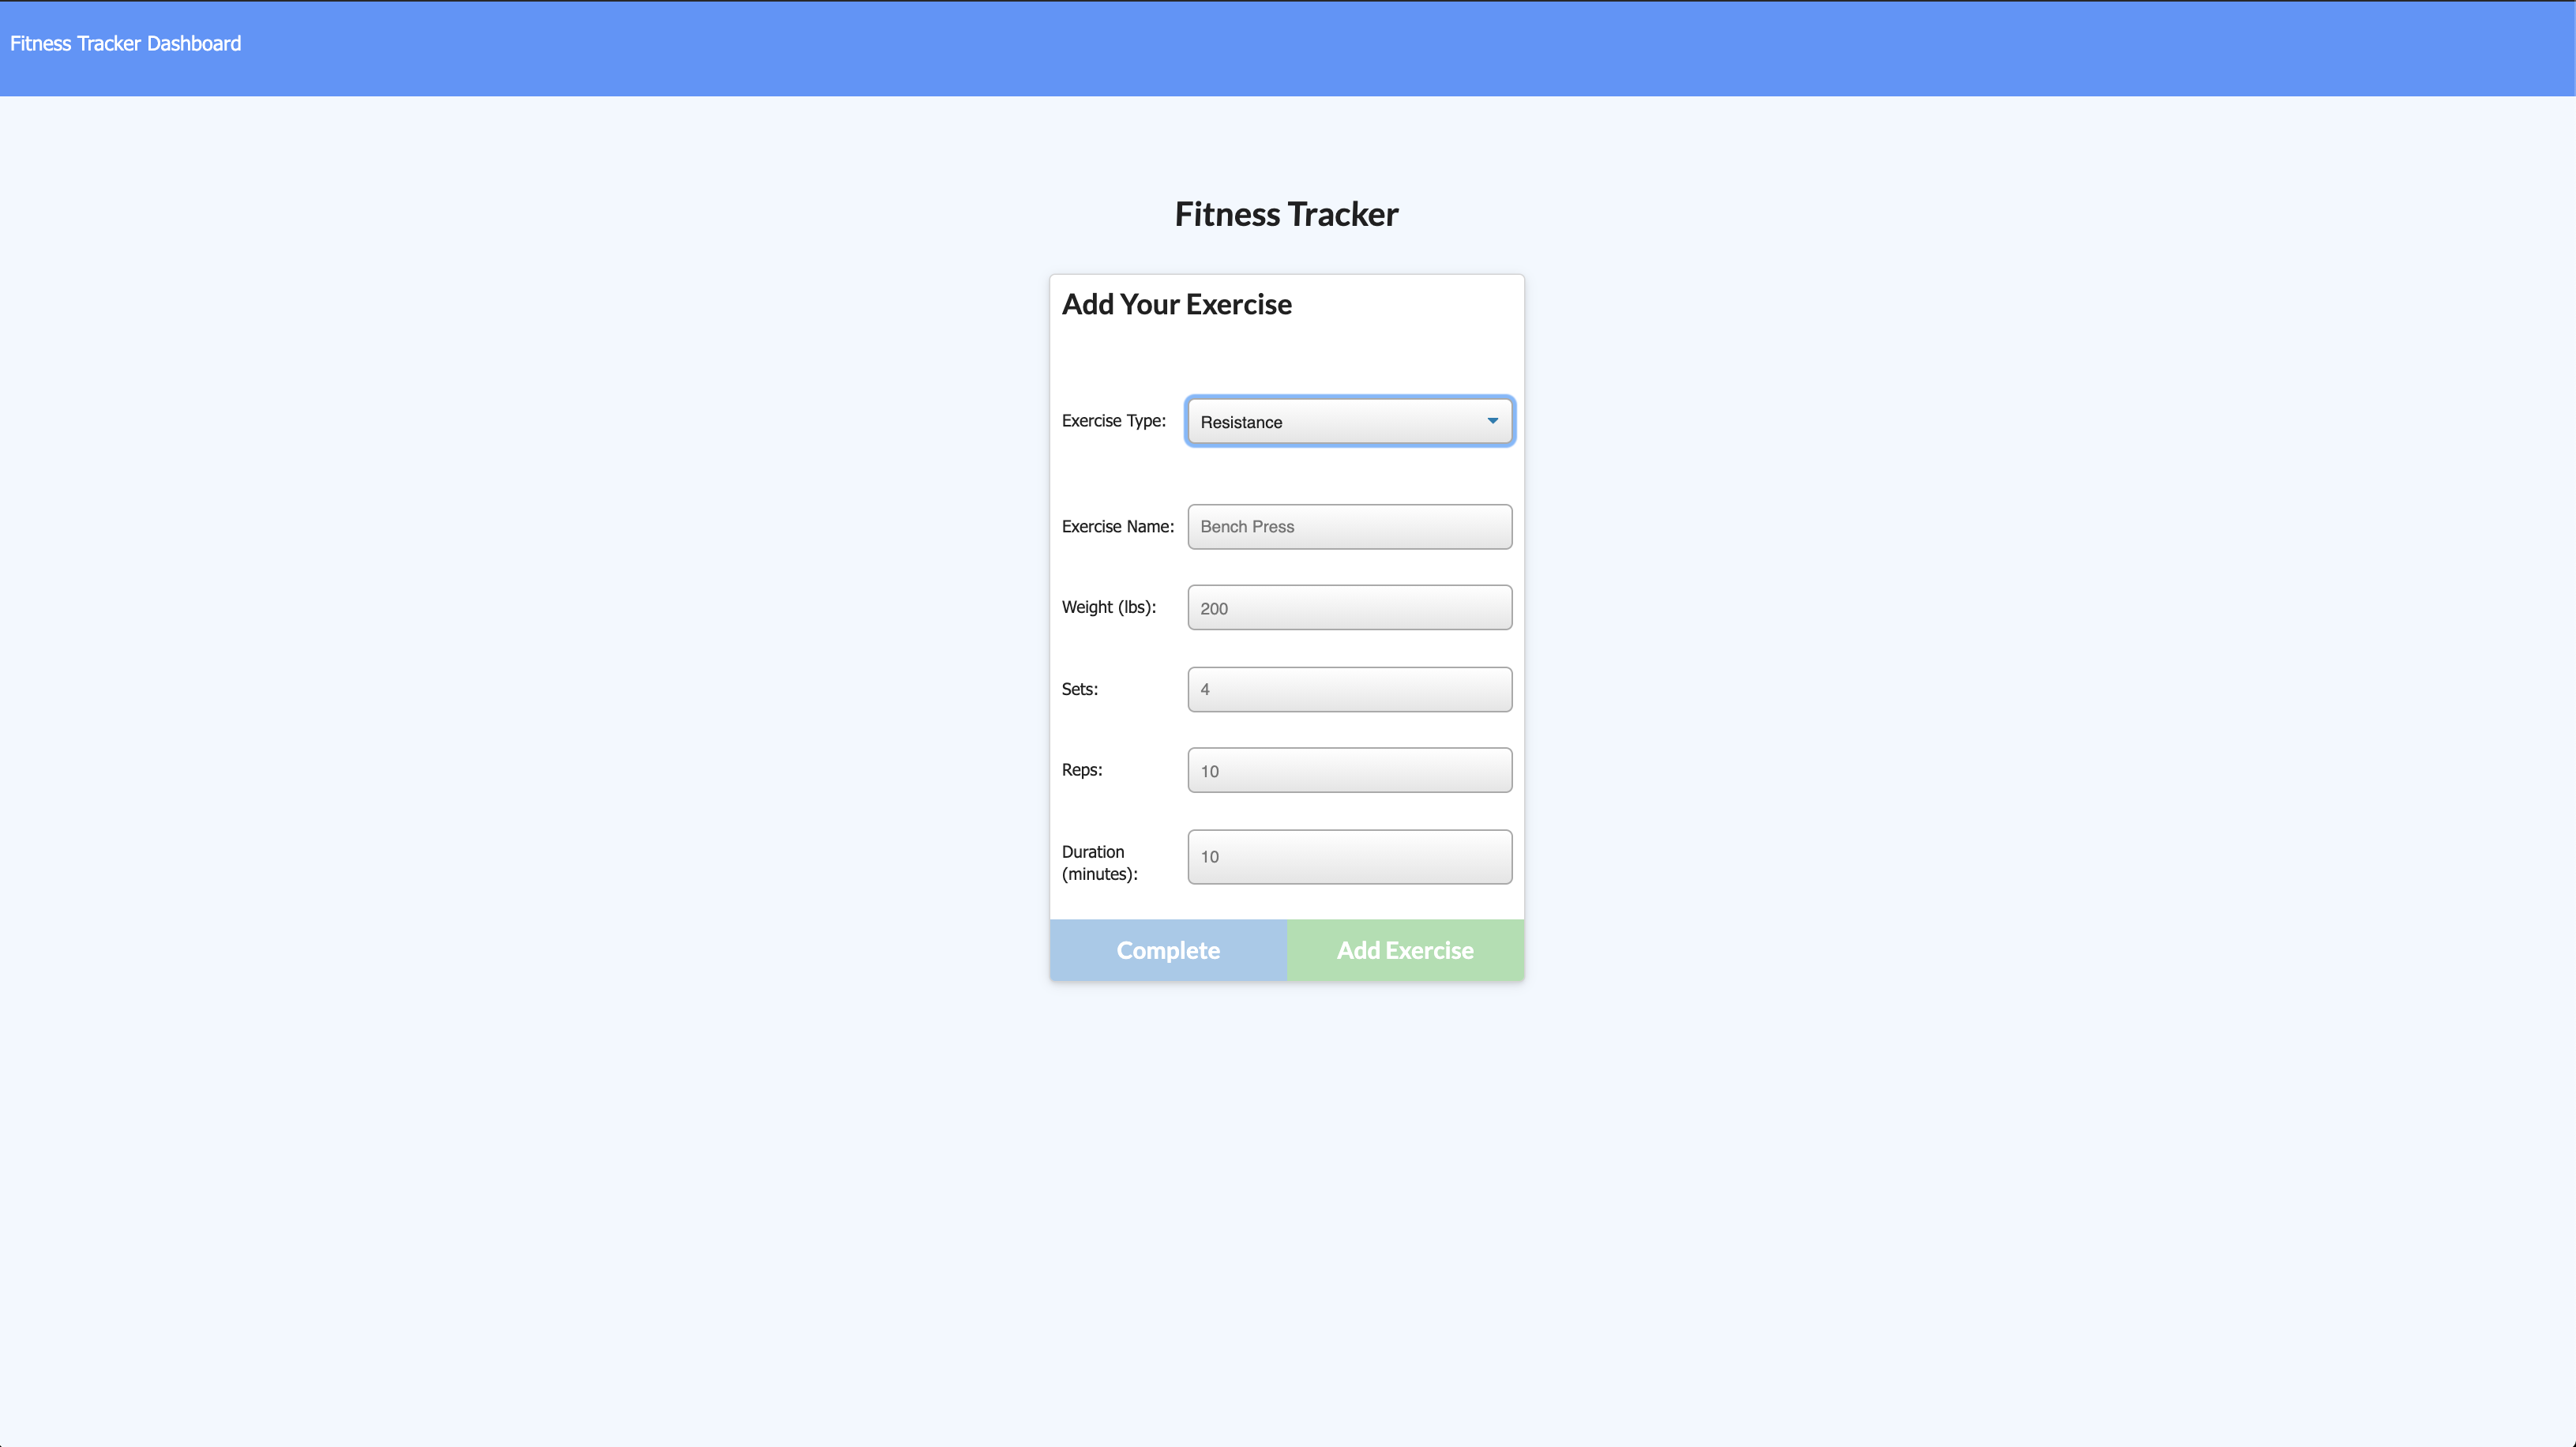 Fitness Tracker Dashboard
Fitness Tracker
Add Your Exercise
Exercise Type: Resistance
Exercise Name: Bench Press
Weight (lbs): 200
Sets: 4
Reps: 10
Duration
(minutes): 10
Complete Add Exercise